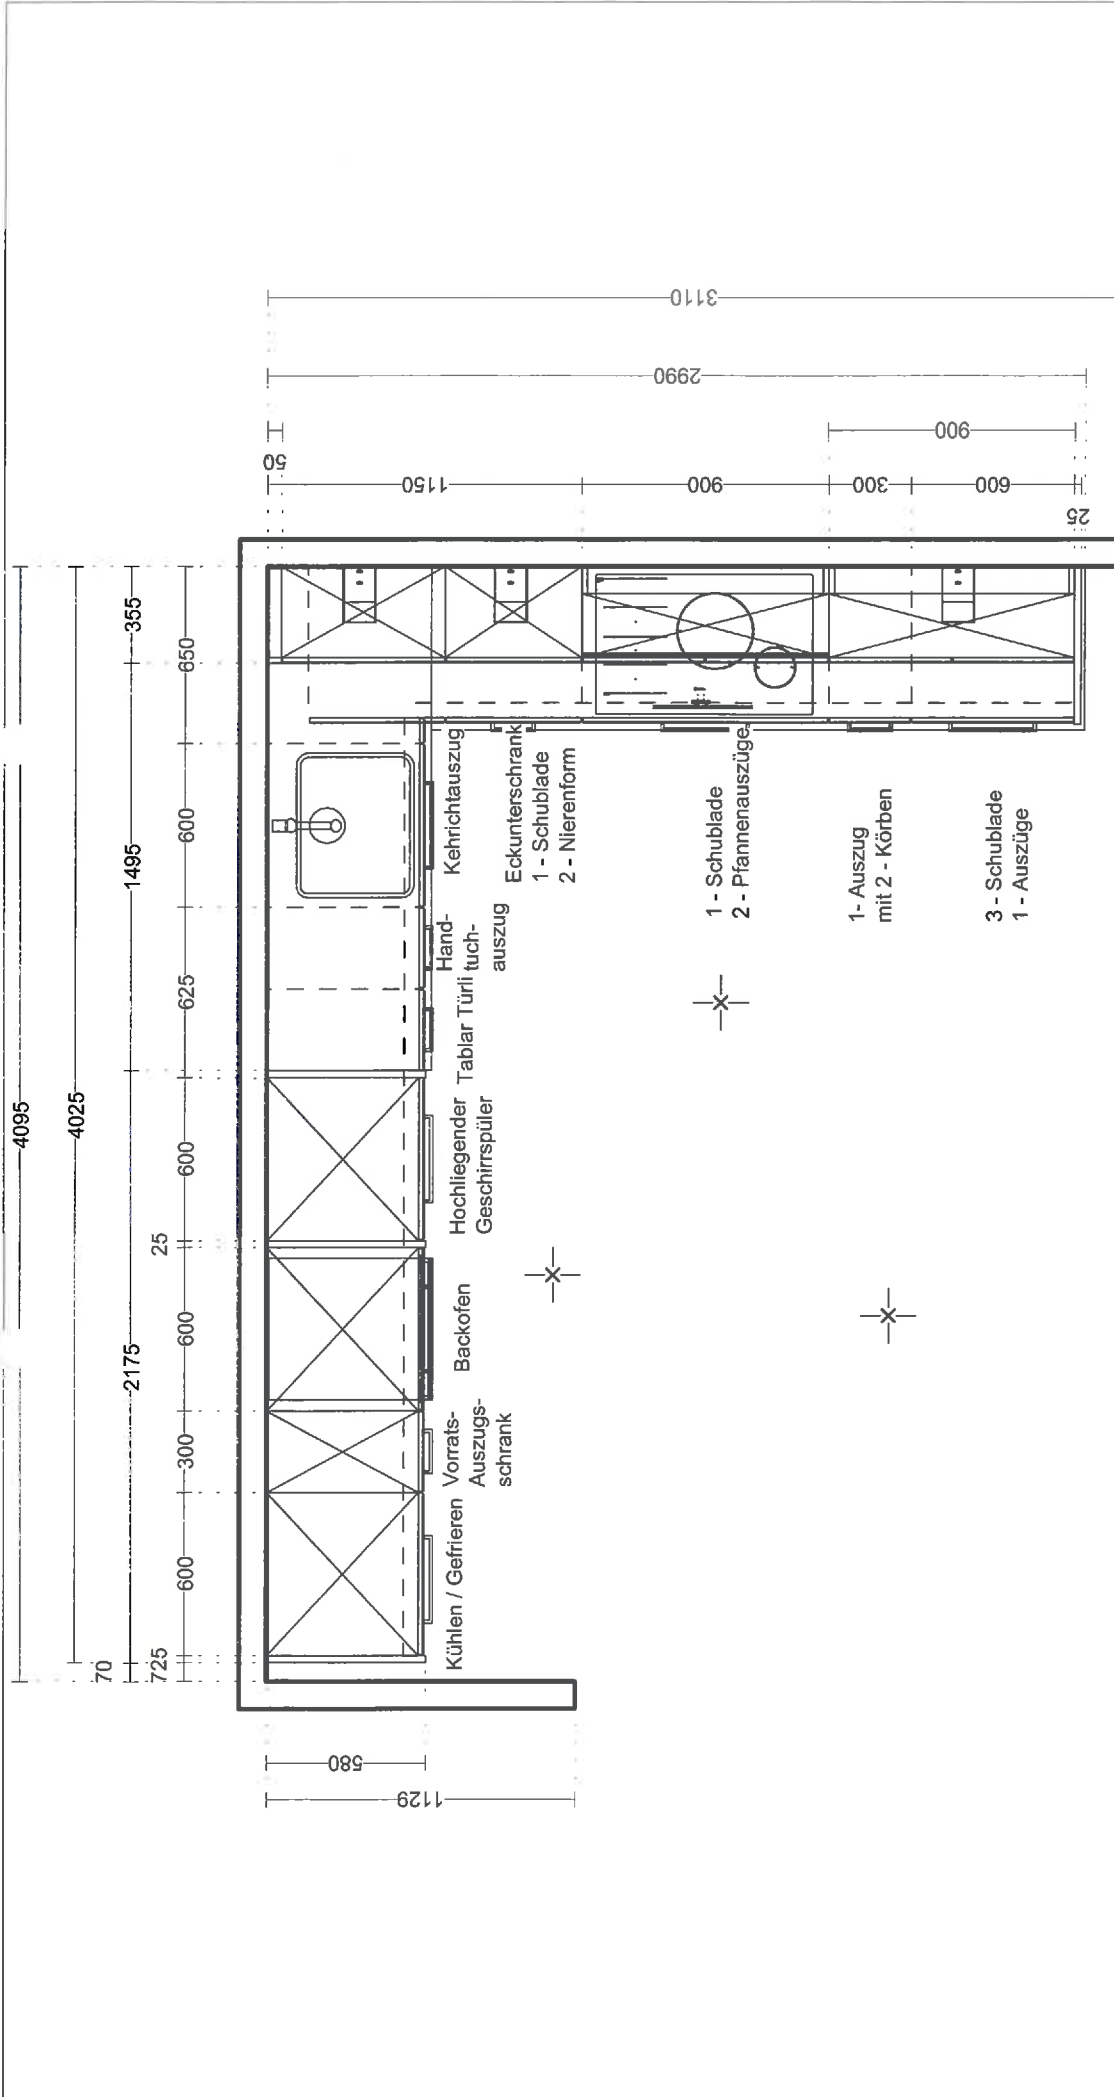 4095
4025
70
2175
1495
355
725
600
300
600
25
600
625
600
650
3110
2990
900
50
1150
900
300
600
25
580
1129
Kühlen / Gefrieren
Vorrats-
Auszugs-
schrank
Backofen
Hochliegender
Geschirrspüler
Tablar Türli
Hand-
tuch-
auszug
Kehrichtauszug
Eckunterschrank
1 - Schublade
2 - Nierenform
1 - Schublade
2 - Pfannenauszüge
1- Auszug
mit 2 - Körben
3 - Schublade
1 - Auszüge